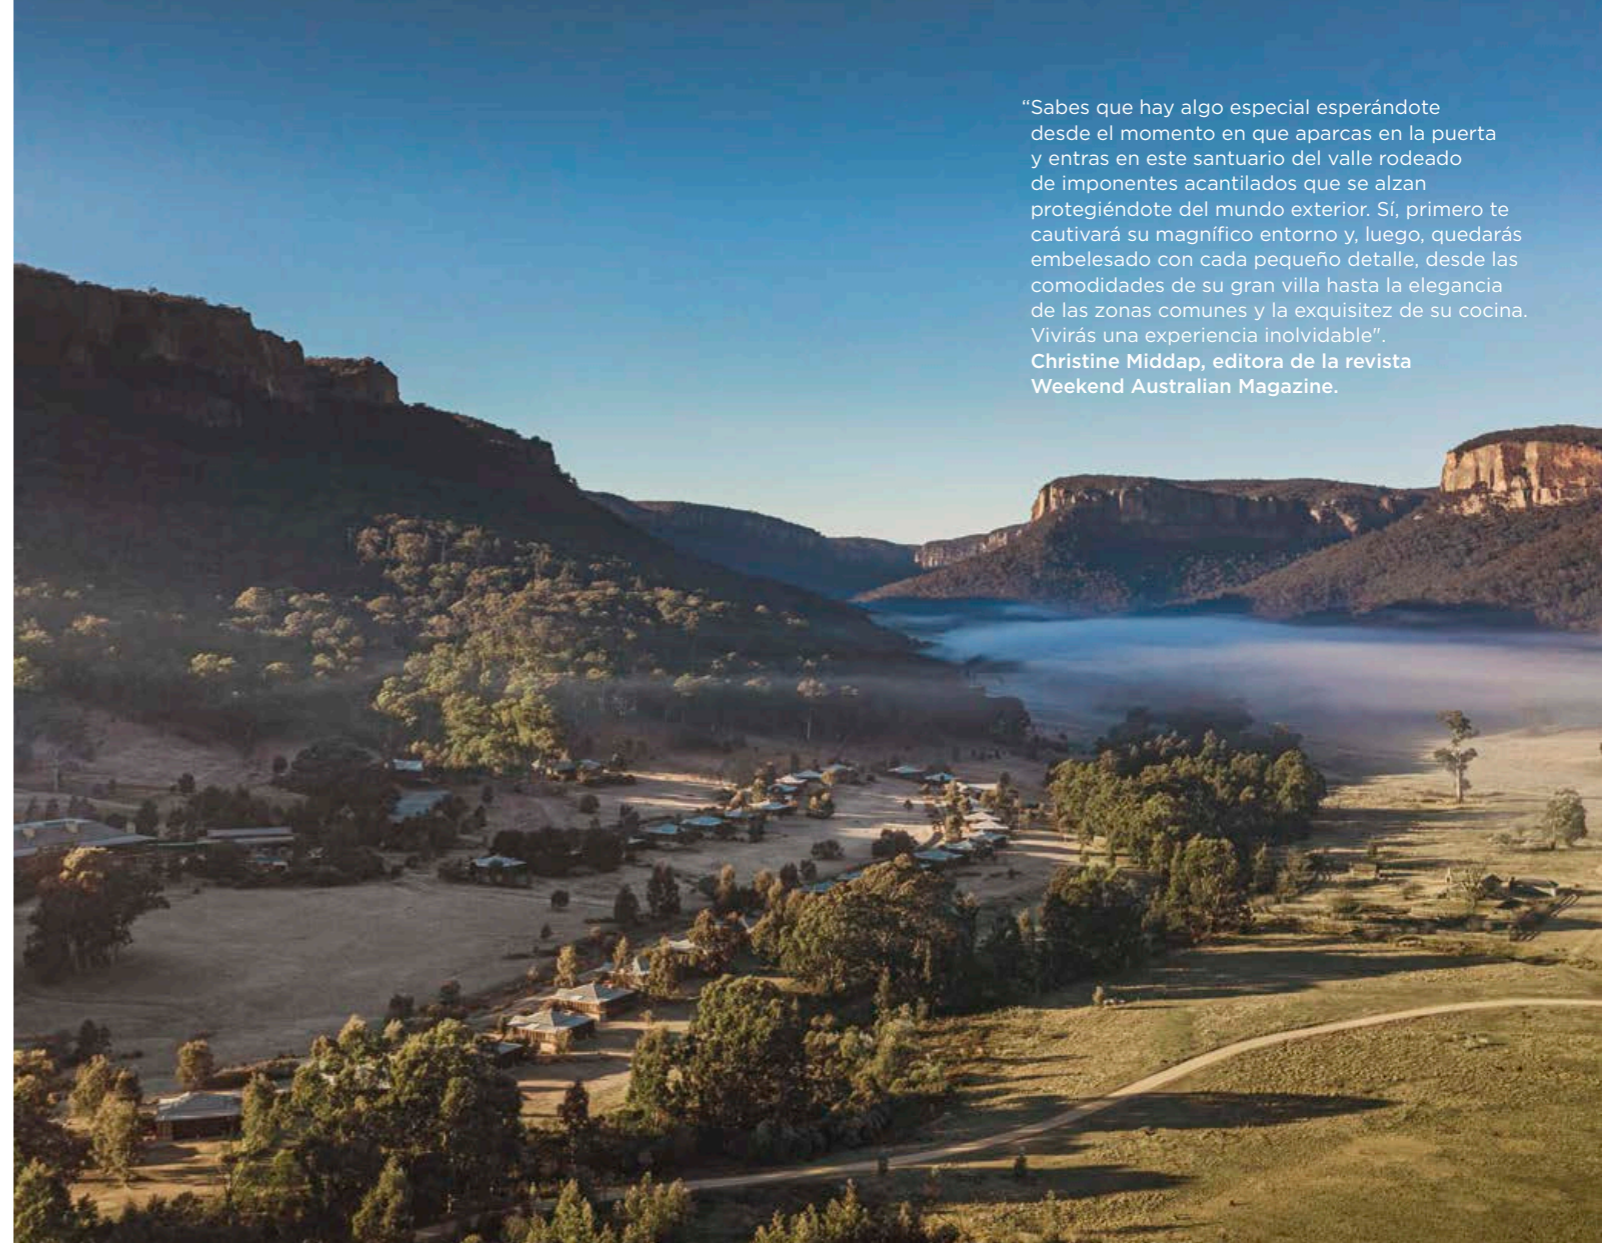 “Sabes que hay algo especial esperándote
desde el momento en que aparcas en la puerta
y entras en este santuario del valle rodeado
de imponentes acantilados que se alzan
protegiéndote del mundo exterior. Sí, primero te
cautivará su magnífico entorno y, luego, quedarás
embelesado con cada pequeño detalle, desde las
comodidades de su gran villa hasta la elegancia
de las zonas comunes y la exquisitez de su cocina.
Vivirás una experiencia inolvidable".
Christine Middap, editora de la revista
Weekend Australian Magazine.